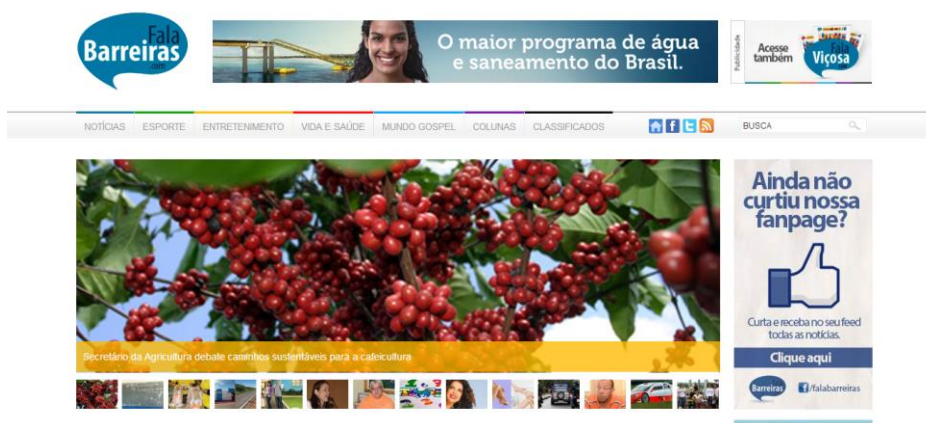 Fala
Barreiras
.com
O maior programa de água
e saneamento do Brasil.
Publicidade
Acesse
também
Fala
Viçosa
NOTÍCIAS
ESPORTE
ENTRETENIMENTO
VIDA E SAÚDE
MUNDO GOSPEL
COLUNAS
CLASSIFICADOS
BUSCA
Secretário da Agricultura debate caminhos sustentáveis para a cafeicultura
Ainda não
curtiu nossa
fanpage?
Curta e receba no seu feed
todas as notícias.
Clique aqui
Barreiras
/falabarreiras